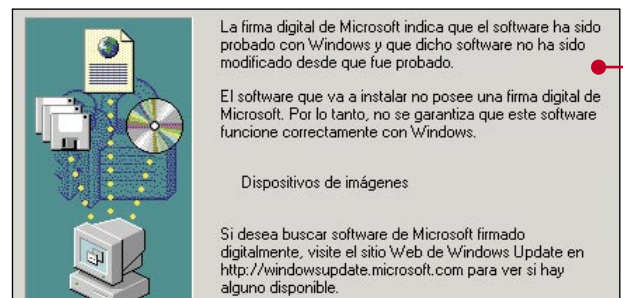 La firma digital de Microsoft indica que el software ha sido
probado con Windows y que dicho software no ha sido
modificado desde que fue probado.
El software que va a instalar no posee una firma digital de
Microsoft. Por lo tanto, no se garantiza que este software
funcione correctamente con Windows.
Dispositivos de imágenes
Si desea buscar software de Microsoft firmado
digitalmente, visite el sitio Web de Windows Update en
http://windowsupdate.microsoft.com para ver si hay
alguno disponible.